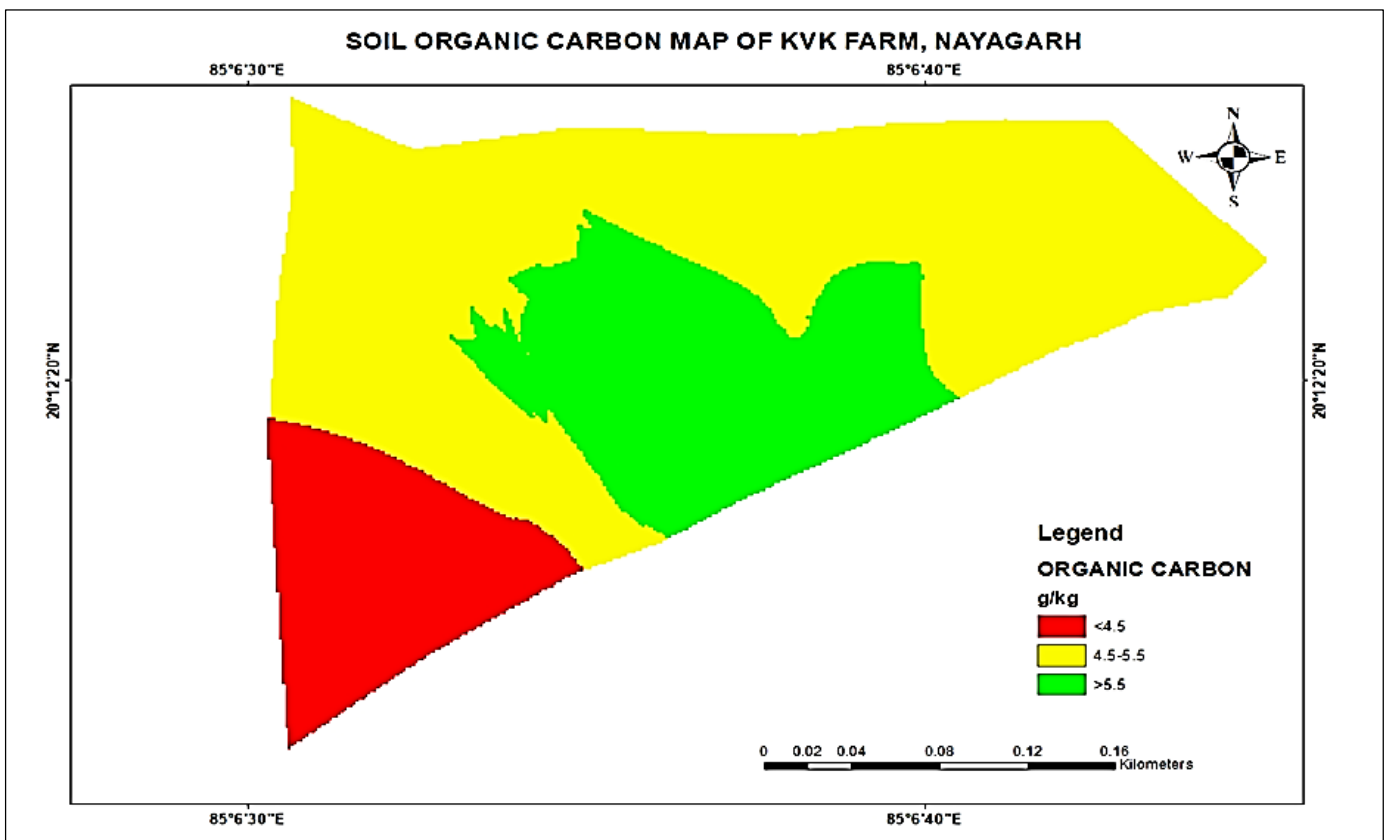 SOIL ORGANIC CARBON MAP OF KVK FARM, NAYAGARH
85°6'30"E
85°6'40"E
N
W
E
S
20°12'20"N
20°12'20"N
Legend
ORGANIC CARBON
g/kg
<4.5
4.5-5.5
>5.5
0 0.02 0.04 0.08 0.12 0.16
Kilometers
85°6'30"E
85°6'40"E